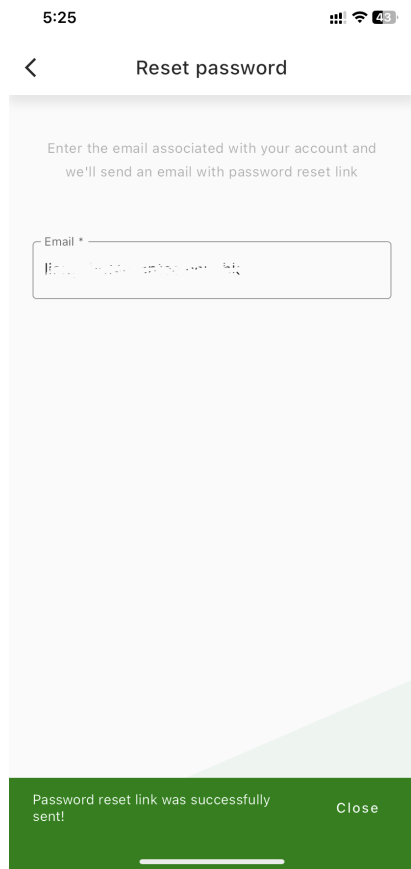 5:25
43
Reset password
Enter the email associated with your account and
we'll send an email with password reset link
Email *
Password reset link was successfully
sent!
Close